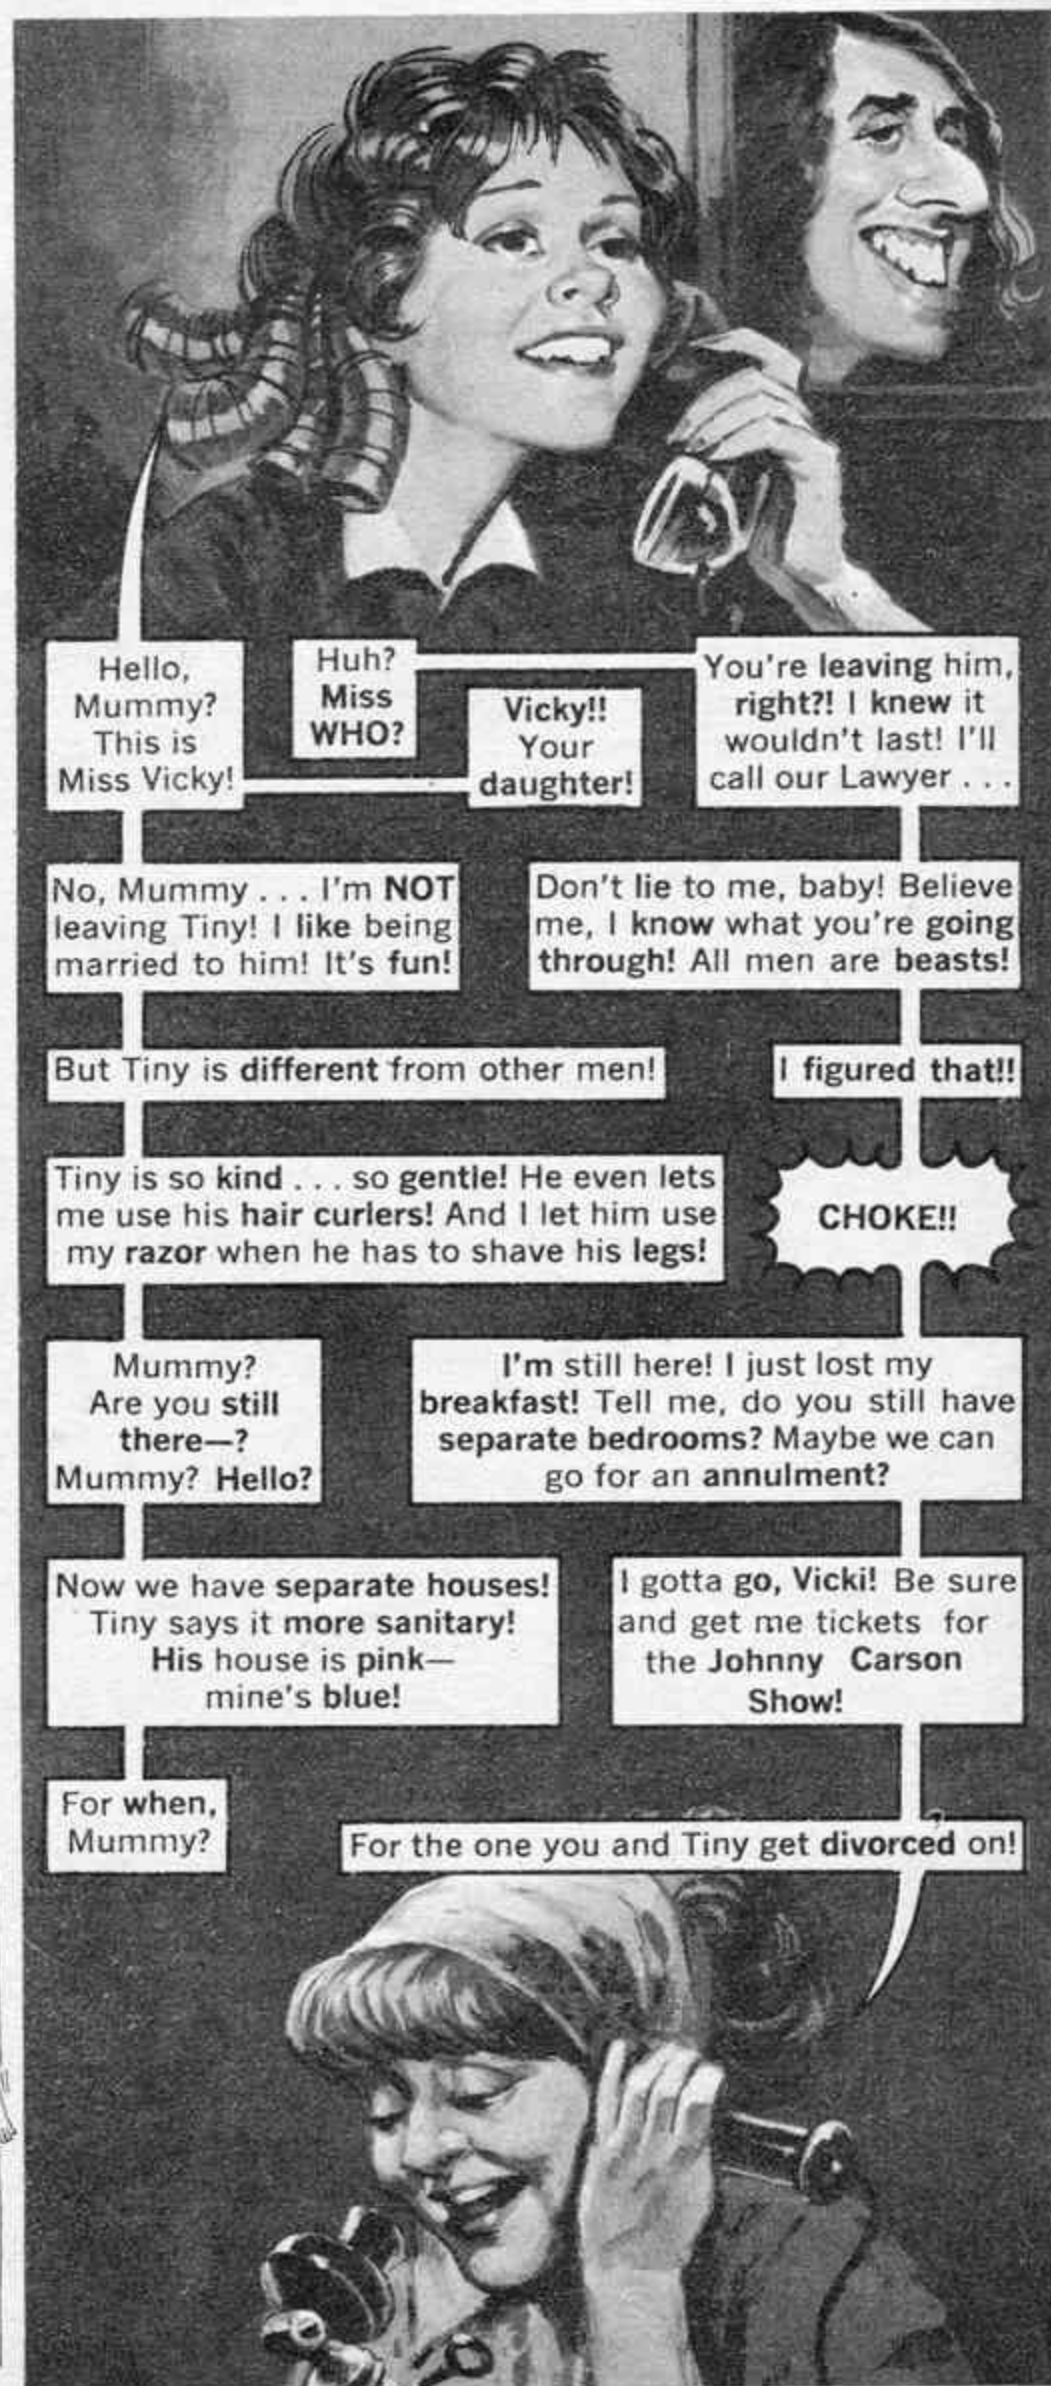 Hello,
Mummy?
This is
Miss Vicky!
Huh?
Miss
WHO?
Vicky!!
Your
daughter!
You're leaving him,
right?! I knew it
wouldn't last! I'll
call our Lawyer . . .
No, Mummy . . . I'm NOT
leaving Tiny! I like being
married to him! It's fun!
Don't lie to me, baby! Believe
me, I know what you're going
through! All men are beasts!
But Tiny is different from other men!
I figured that!!
Tiny is so kind . . . so gentle! He even lets
me use his hair curlers! And I let him use
my razor when he has to shave his legs!
CHOKE!!
Mummy?
Are you still
there—?
Mummy? Hello?
I'm still here! I just lost my
breakfast! Tell me, do you still have
separate bedrooms? Maybe we can
go for an annulment?
Now we have separate houses!
Tiny says it more sanitary!
His house is pink—
mine's blue!
I gotta go, Vicki! Be sure
and get me tickets for
the Johnny Carson
Show!
For when,
Mummy?
For the one you and Tiny get divorced on!